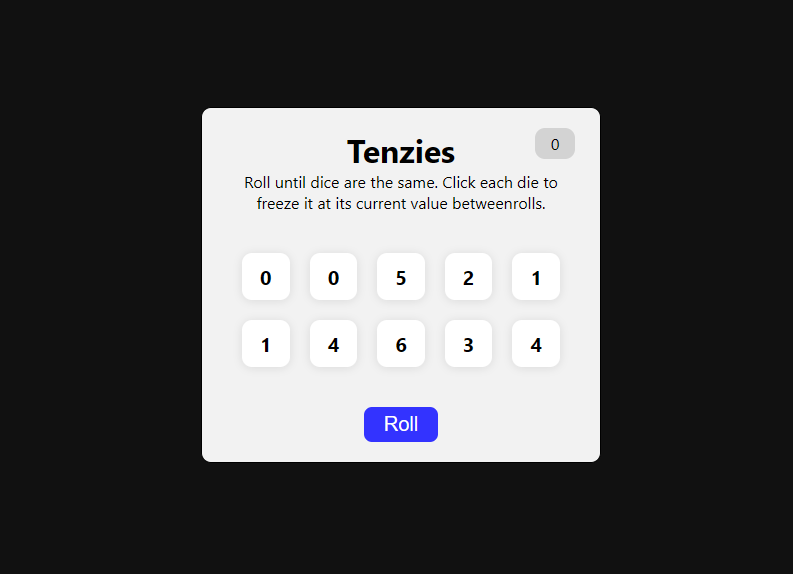 Tenzies
0
Roll until dice are the same. Click each die to
freeze it at its current value betweenrolls.
0 0 5 2 1
1 4 6 3 4
Roll